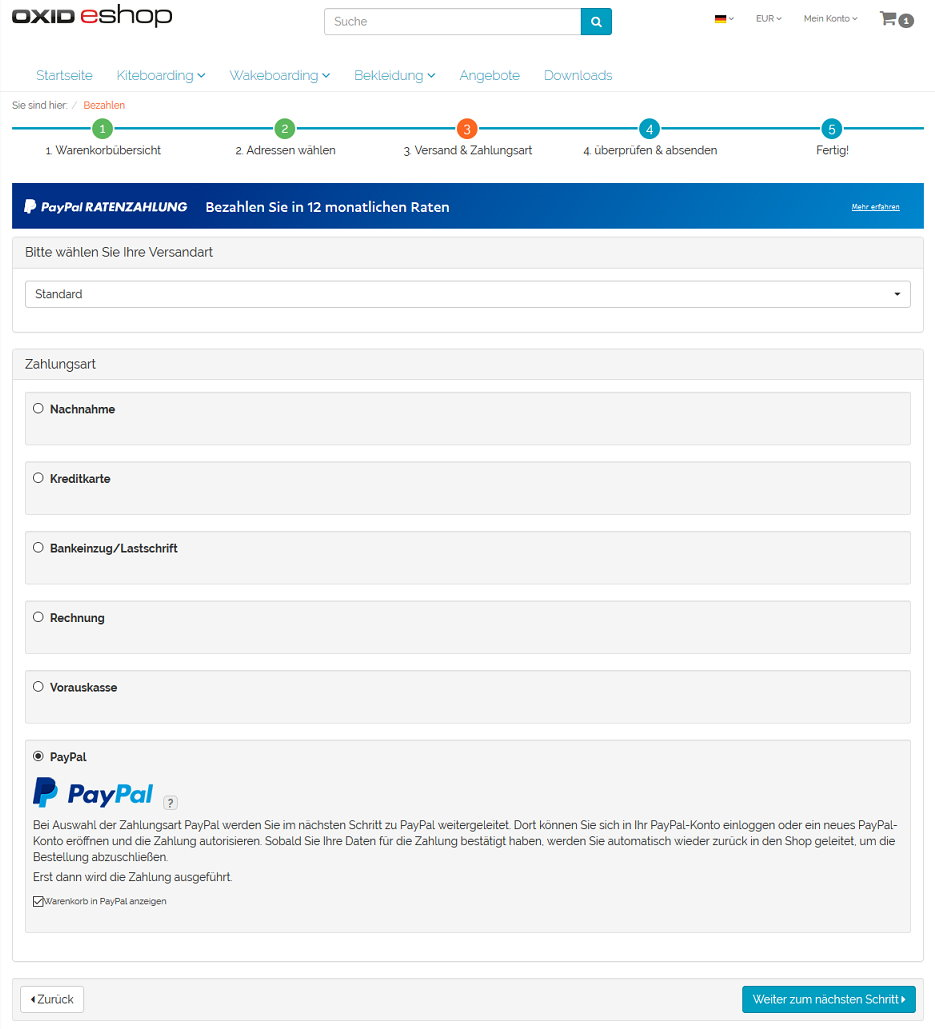 OXID eshop
Suche
EUR
Mein Konto
1
Startseite
Kiteboarding
Wakeboarding
Bekleidung
Angebote
Downloads
Sie sind hier: / Bezahlen
1
2
3
4
5
1. Warenkorbübersicht
2. Adressen wählen
3. Versand & Zahlungsart
4. überprüfen & absenden
Fertig!
PayPal RATENZAHLUNG Bezahlen Sie in 12 monatlichen Raten
Mehr erfahren
Bitte wählen Sie Ihre Versandart
Standard
Zahlungsart
Nachnahme
Kreditkarte
Bankeinzug/Lastschrift
Rechnung
Vorauskasse
PayPal
PayPal ?
Bei Auswahl der Zahlungsart PayPal werden Sie im nächsten Schritt zu PayPal weitergeleitet. Dort können Sie sich in Ihr PayPal-Konto einloggen oder ein neues PayPal-
Konto eröffnen und die Zahlung autorisieren. Sobald Sie Ihre Daten für die Zahlung bestätigt haben, werden Sie automatisch wieder zurück in den Shop geleitet, um die
Bestellung abzuschließen.
Erst dann wird die Zahlung ausgeführt.
Warenkorb in PayPal anzeigen
Zurück
Weiter zum nächsten Schritt